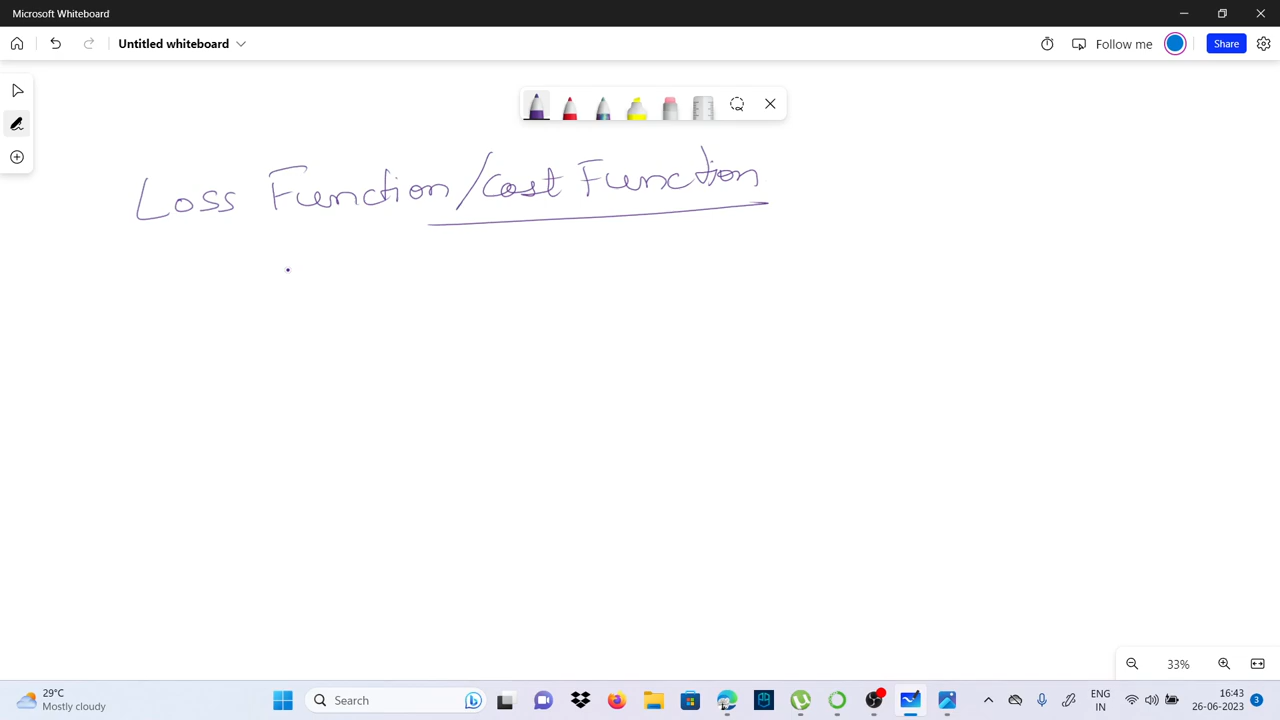 Microsoft Whiteboard
Untitled whiteboard
Follow me
Share
Loss Function/Cost Function
33%
29°C
Mostly cloudy
Search
ENG
IN
16:43
26-06-2023
3